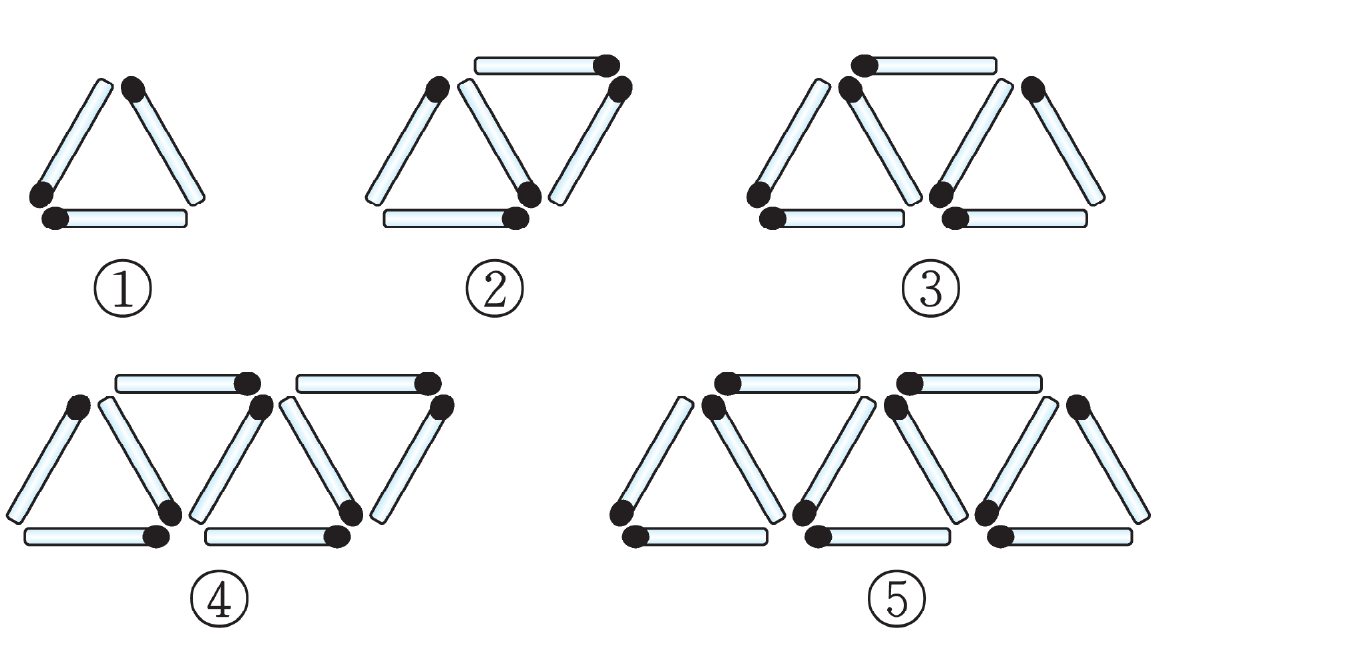 ① ② ③
④ ⑤